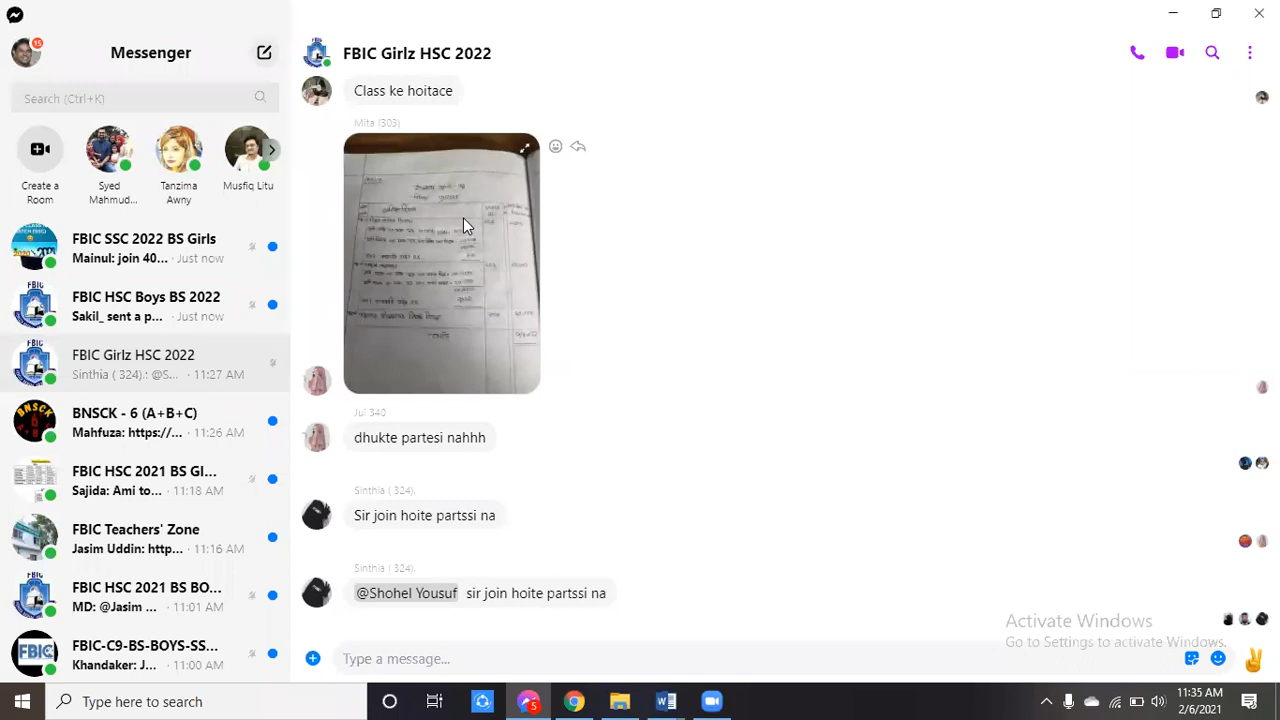 Messenger
FBIC Girlz HSC 2022
15
Search (Ctrl+K)
Create a
Room
Syed
Mahmud...
Tanzima
Awny
Musfiq Litu
FBIC SSC 2022 BS Girls
Mainul: join 40... · Just now
FBIC HSC Boys BS 2022
Sakil_ sent a p... · Just now
FBIC Girlz HSC 2022
Sinthia ( 324).: @S... · 11:27 AM
BNSCK - 6 (A+B+C)
Mahfuza: https://... · 11:26 AM
FBIC HSC 2021 BS GI...
Sajida: Ami to... · 11:18 AM
FBIC Teachers' Zone
Jasim Uddin: http... · 11:16 AM
FBIC HSC 2021 BS BO...
MD: @Jasim ... · 11:01 AM
FBIC-C9-BS-BOYS-SS...
Khandaker: J... · 11:00 AM
Class ke hoitace
Mita (303)
Jui 340
dhukte partesi nahhh
Sinthia ( 324).
Sir join hoite partssi na
Sinthia ( 324).
@Shohel Yousuf sir join hoite partssi na
Activate Windows
Go to Settings to activate Windows.
Type a message...
Type here to search
5
11:35 AM
2/6/2021